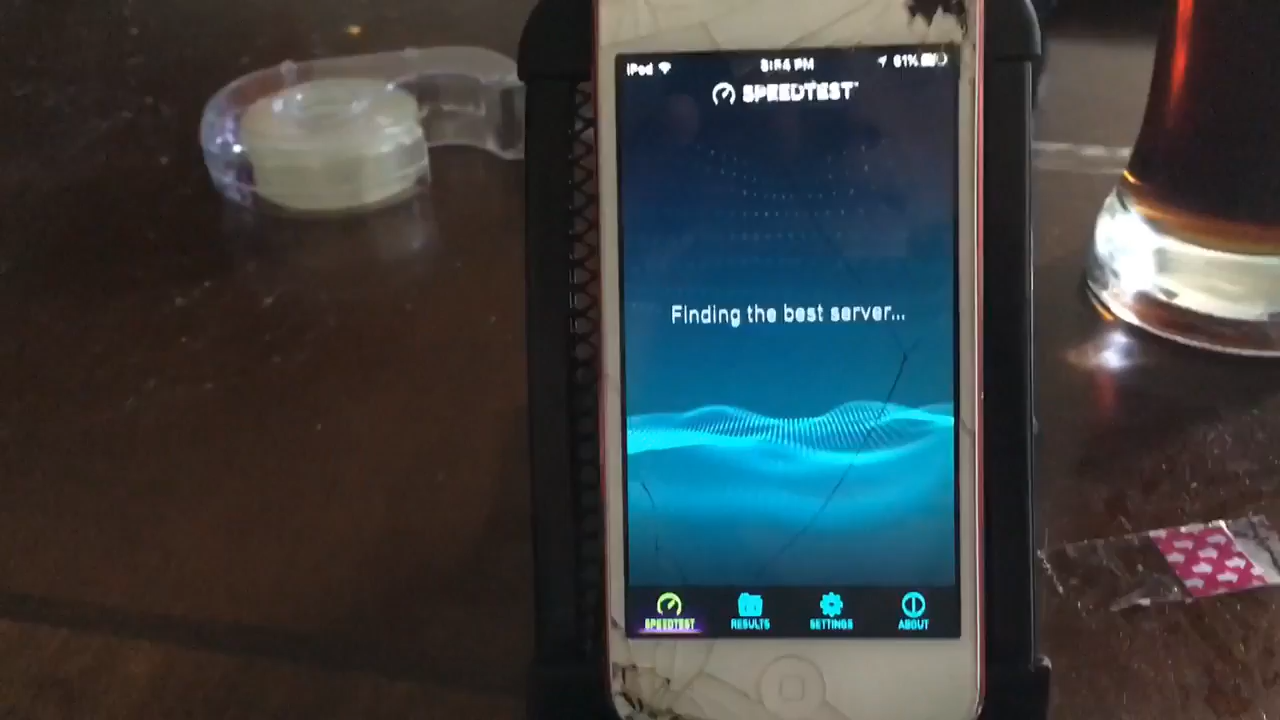 iPod 8:54 PM 61%
SPEEDTEST
Finding the best server...
SPEEDTEST RESULTS SETTINGS ABOUT